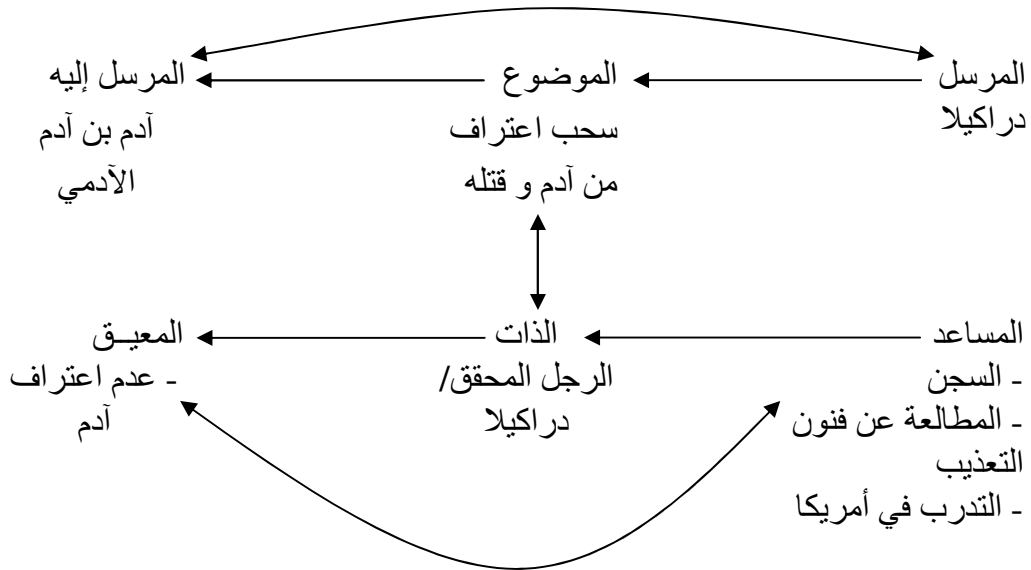 المرسل
دراكيلا
الموضوع
سحب اعتراف
من آدم و قتله
المرسل إليه
آدم بن آدم
الآدمي
المساعد
- السجن
- المطالعة عن فنون
التعذيب
- التدرب في أمريكا
الذات
الرجل المحقق/
دراكيلا
المعيــق
- عدم اعتراف
آدم